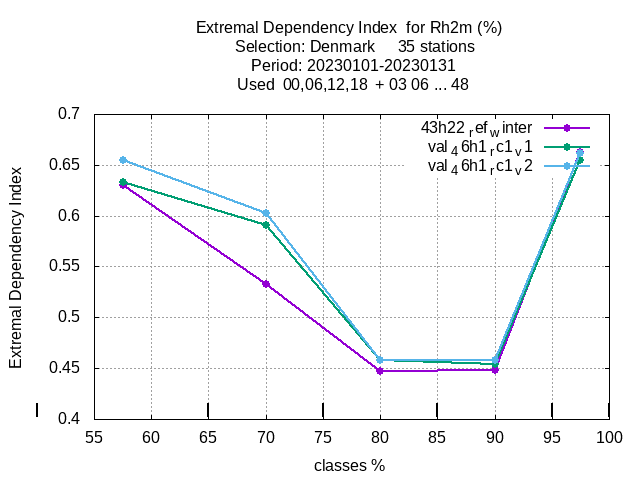 Extremal Dependency Index  for Rh2m (%)
Selection: Denmark     35 stations
Period: 20230101-20230131
Used  00,06,12,18  + 03 06 ... 48
0.7
0.65
0.6
0.55
0.5
0.45
0.4
Extremal Dependency Index
43h22 r ef w inter
val 4 6h1 r c1 v 1
val 4 6h1 r c1 v 2
55 60 65 70 75 80 85 90 95 100
classes %